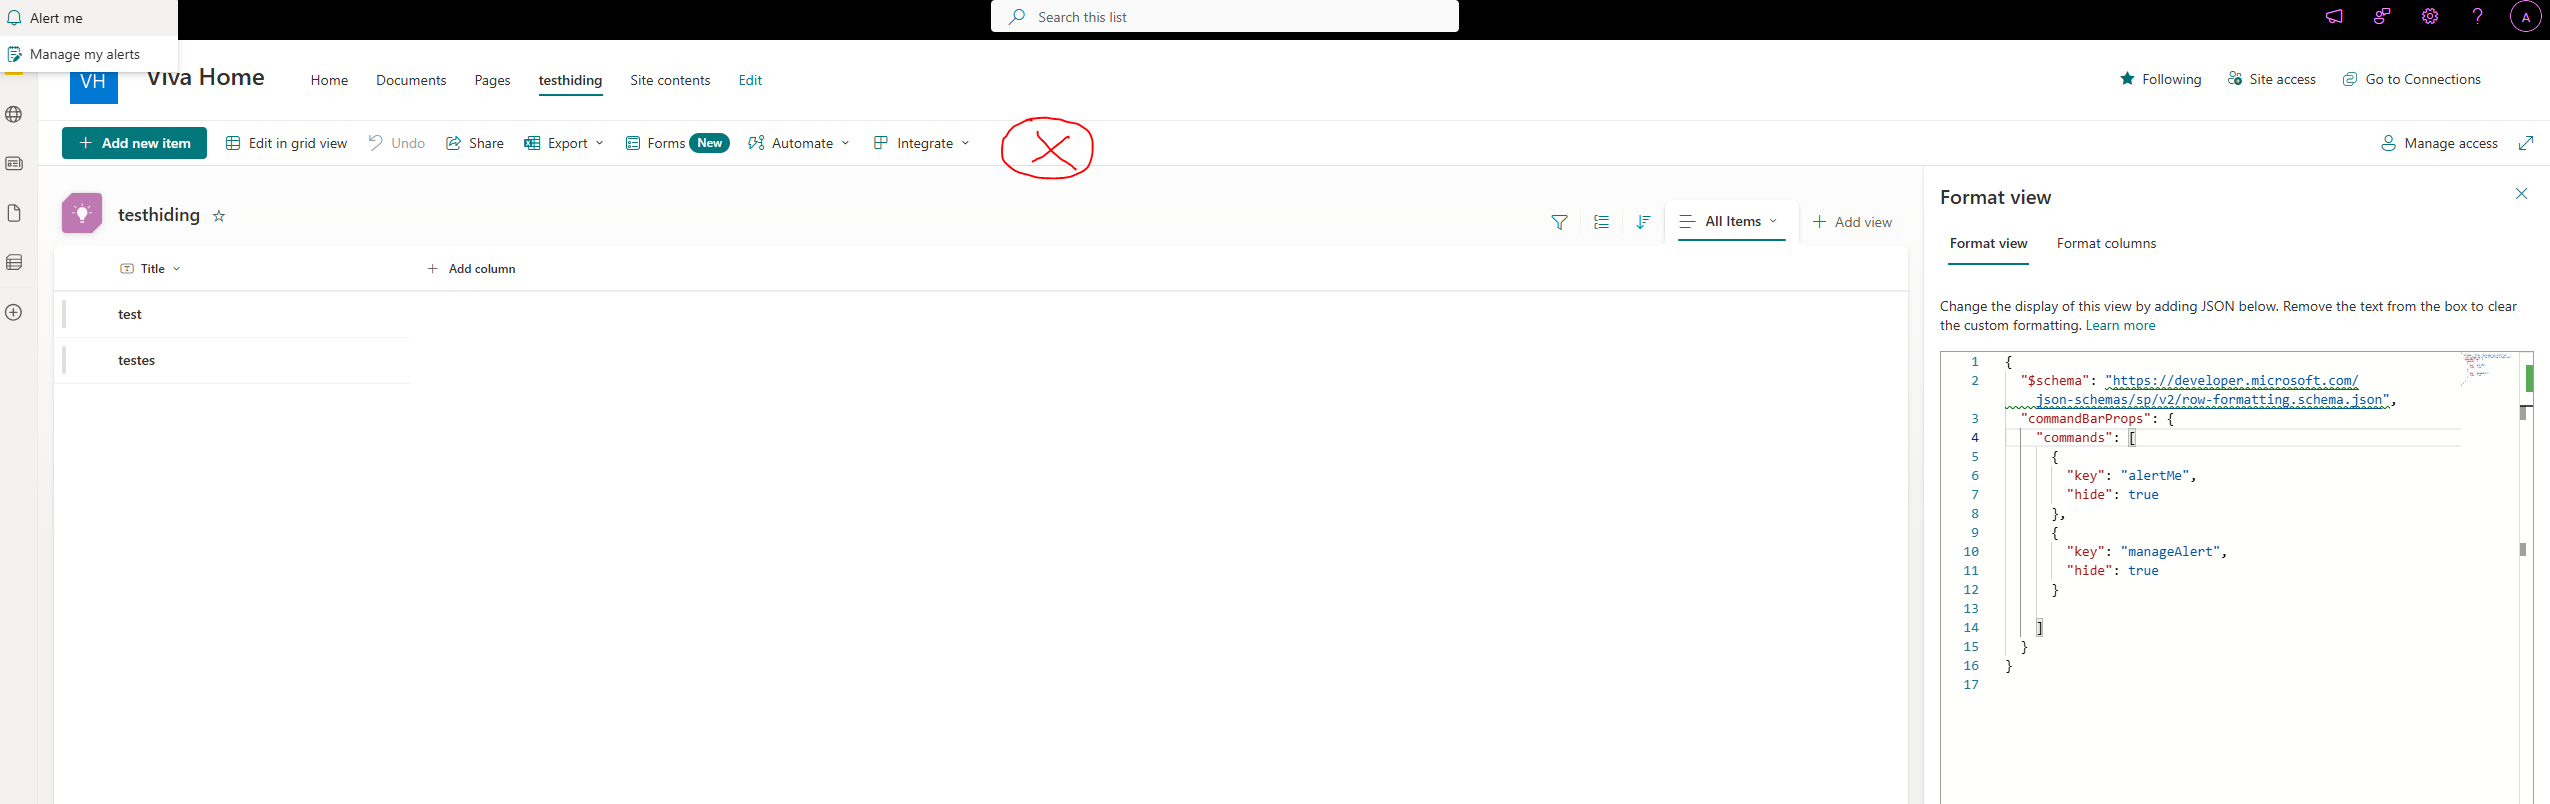 Alert me
Search this list
A
Manage my alerts
VH
Viva Home
Home
Documents
Pages
testhiding
Site contents
Edit
Following
Site access
Go to Connections
Add new item
Edit in grid view
Undo
Share
Export
Forms
New
Automate
Integrate
X
Manage access
testhiding
All Items
Add view
Title
Add column
test
testes
Format view
Format view
Format columns
Change the display of this view by adding JSON below. Remove the text from the box to clear
the custom formatting. Learn more
1 {
2 "$schema": "https://developer.microsoft.com/
json-schemas/sp/v2/row-formatting.schema.json",
3 "commandBarProps": {
4 "commands": [
5 {
6 "key": "alertMe",
7 "hide": true
8 },
9 {
10 "key": "manageAlert",
11 "hide": true
12 }
13
14 ]
15 }
16 }
17